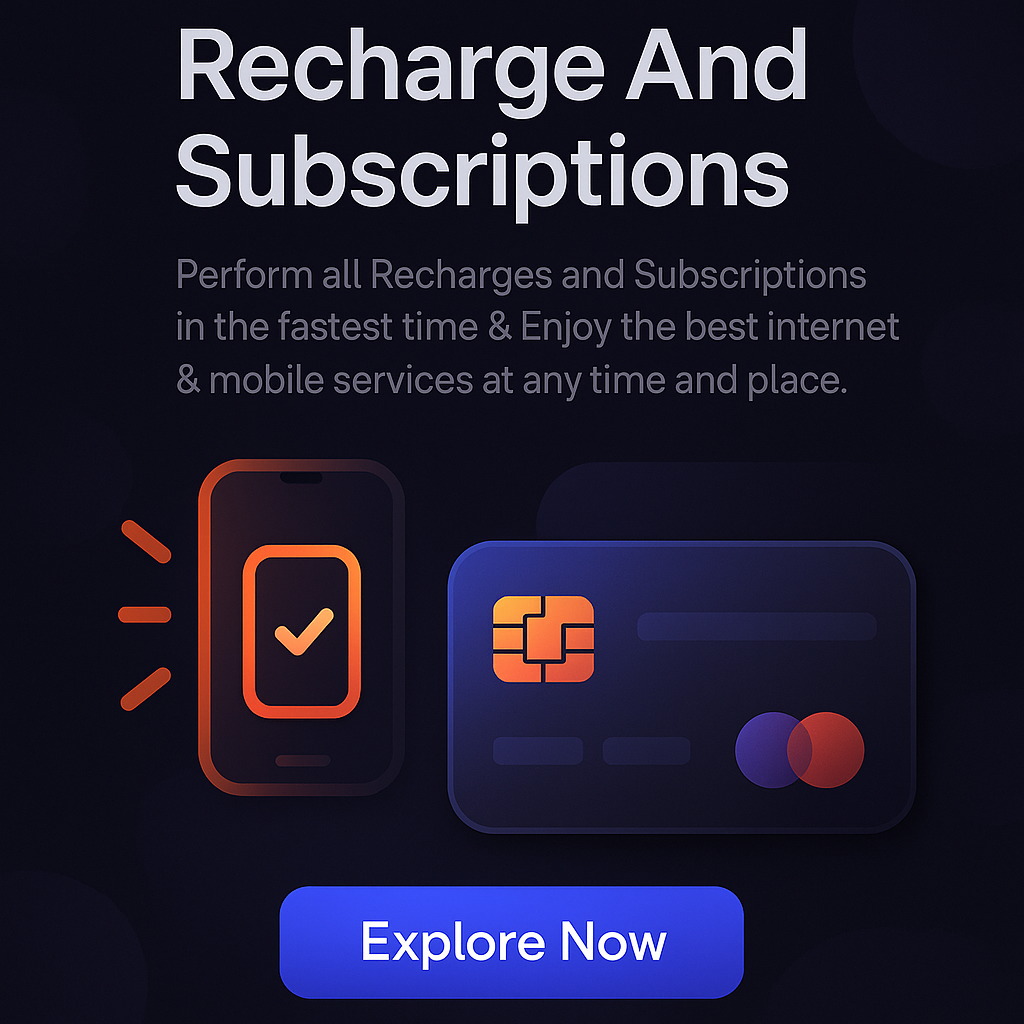 Recharge And
Subscriptions
Perform all Recharges and Subscriptions
in the fastest time & Enjoy the best internet
& mobile services at any time and place.
Explore Now